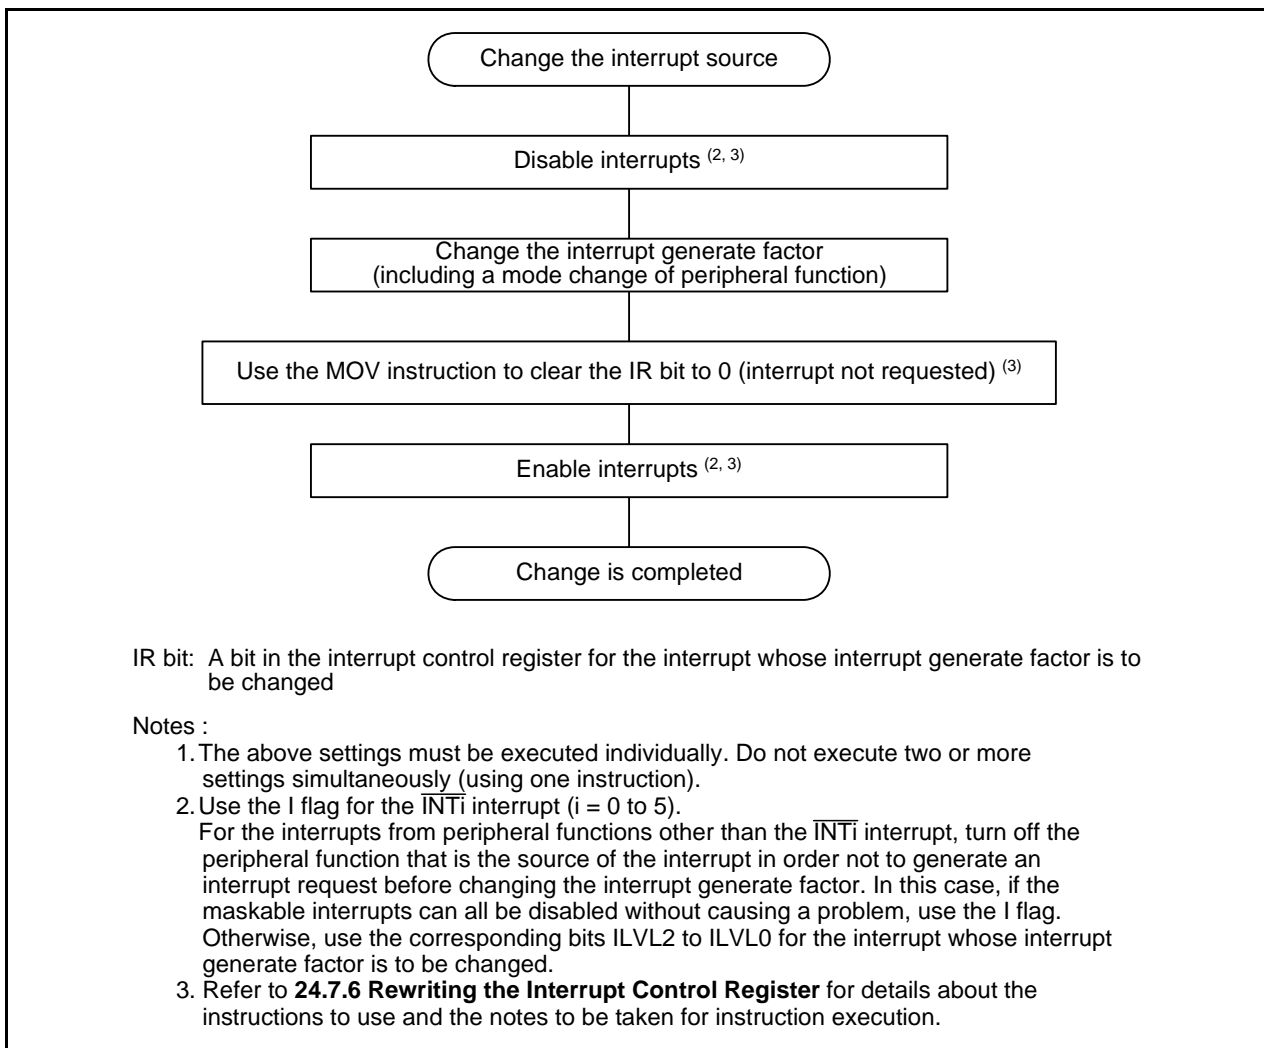 Change the interrupt source
Disable interrupts (2, 3)
Change the interrupt generate factor
(including a mode change of peripheral function)
Use the MOV instruction to clear the IR bit to 0 (interrupt not requested) (3)
Enable interrupts (2, 3)
Change is completed
IR bit: A bit in the interrupt control register for the interrupt whose interrupt generate factor is to
be changed
Notes :
1. The above settings must be executed individually. Do not execute two or more
settings simultaneously (using one instruction).
2. Use the I flag for the I̅N̅T̅i̅ interrupt (i = 0 to 5).
For the interrupts from peripheral functions other than the I̅N̅T̅i̅ interrupt, turn off the
peripheral function that is the source of the interrupt in order not to generate an
interrupt request before changing the interrupt generate factor. In this case, if the
maskable interrupts can all be disabled without causing a problem, use the I flag.
Otherwise, use the corresponding bits ILVL2 to ILVL0 for the interrupt whose interrupt
generate factor is to be changed.
3. Refer to 24.7.6 Rewriting the Interrupt Control Register for details about the
instructions to use and the notes to be taken for instruction execution.